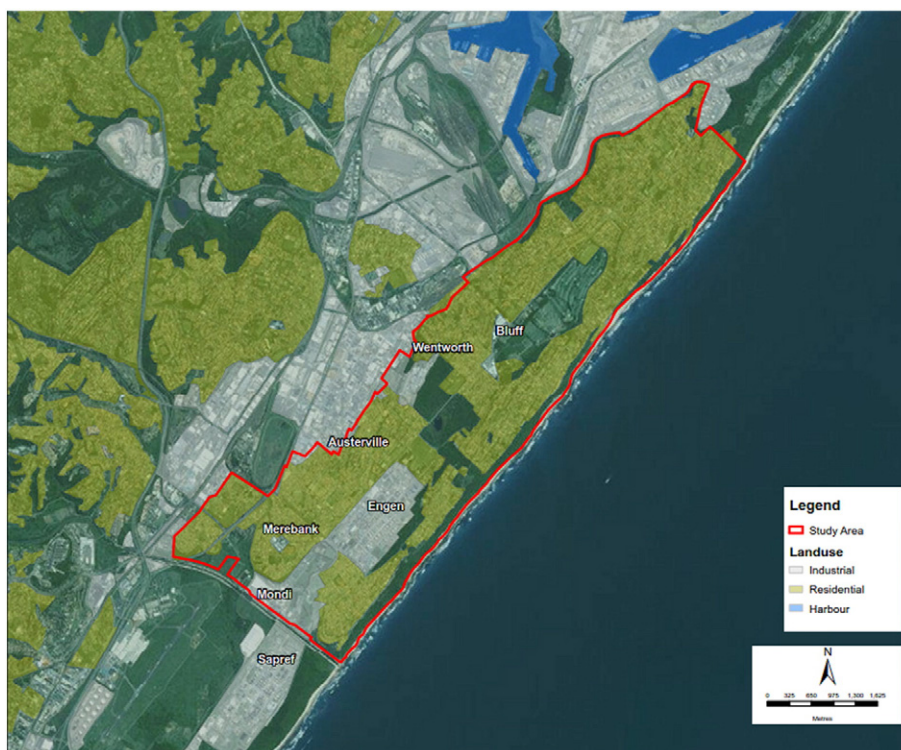 Bluff
Wentworth
Austerville
Engen
Merebank
Mondi
Sapref
Legend
Study Area
Landuse
Industrial
Residential
Harbour
N
0 325 650 975 1,300 1,625
Metres